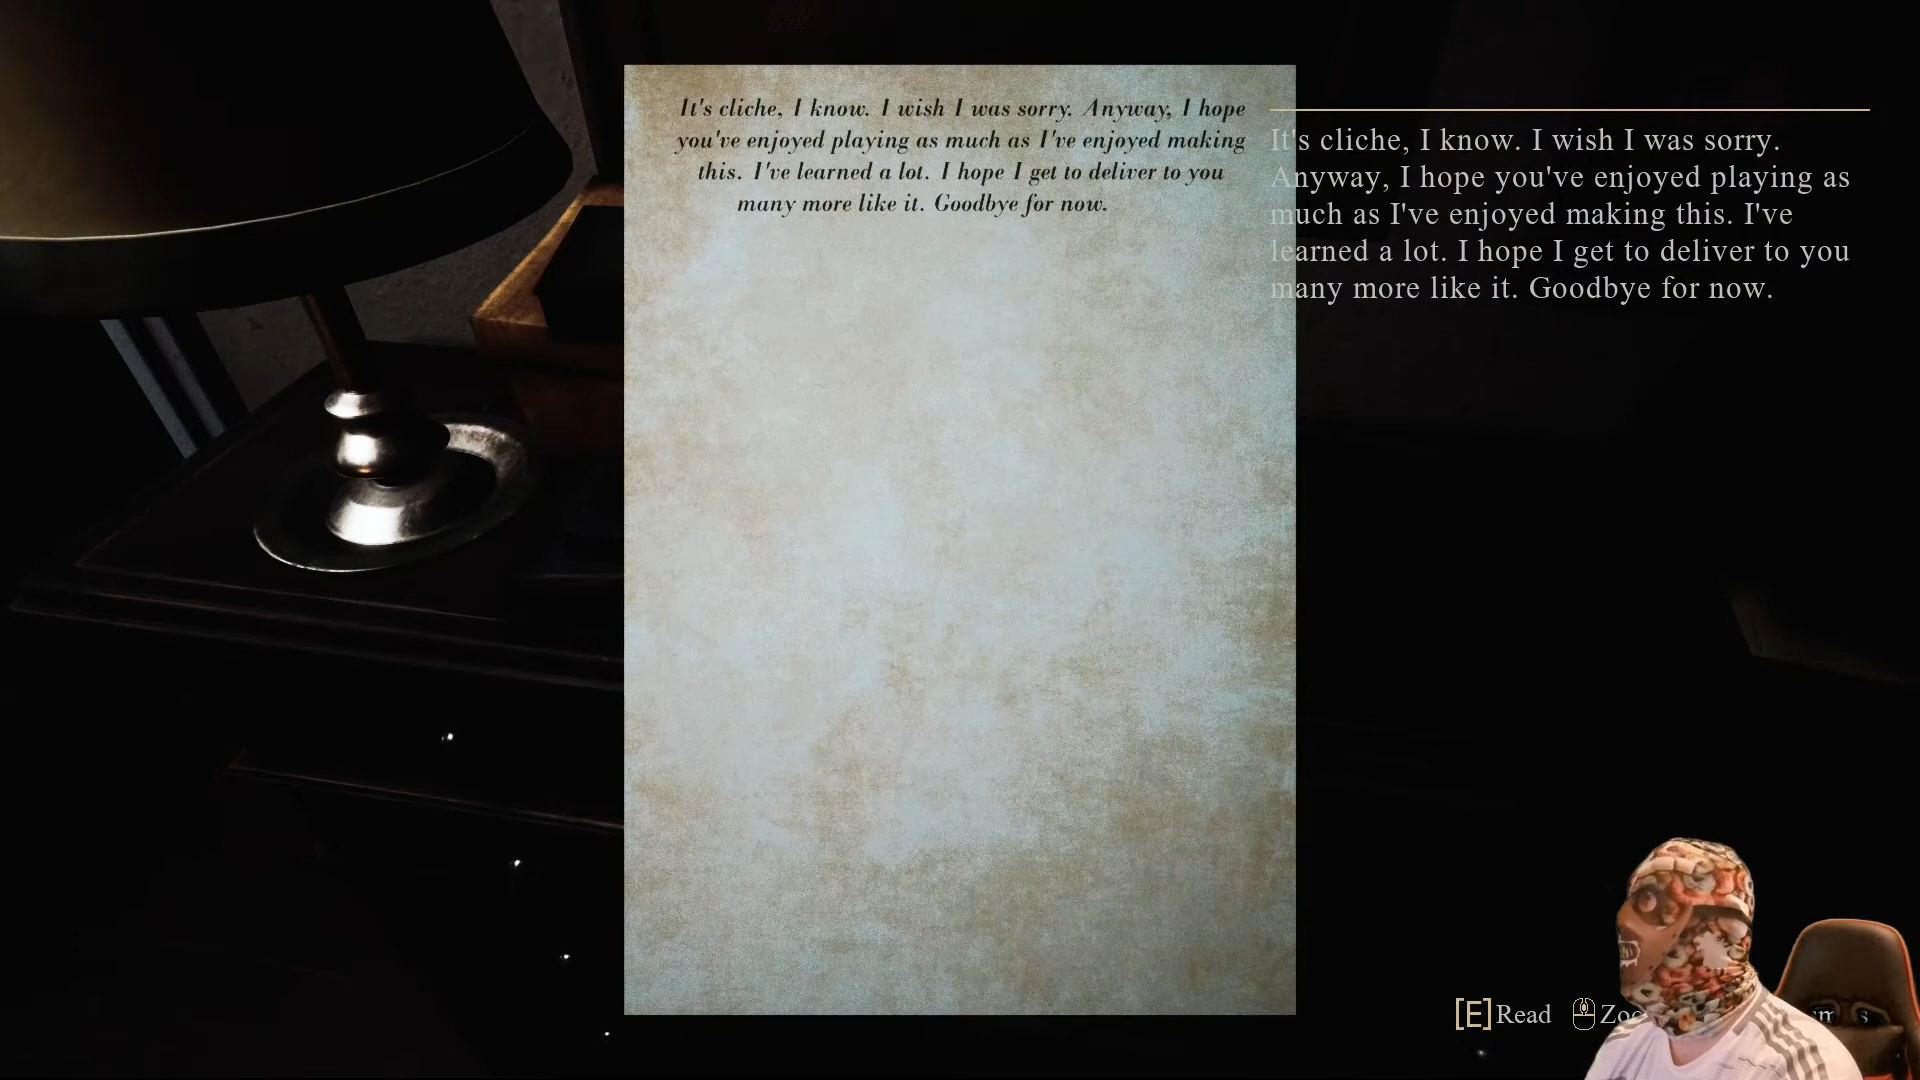 It's cliche, I know. I wish I was sorry. Anyway, I hope
you've enjoyed playing as much as I've enjoyed making
this. I've learned a lot. I hope I get to deliver to you
many more like it. Goodbye for now.
It's cliche, I know. I wish I was sorry.
Anyway, I hope you've enjoyed playing as
much as I've enjoyed making this. I've
learned a lot. I hope I get to deliver to you
many more like it. Goodbye for now.
[E] Read